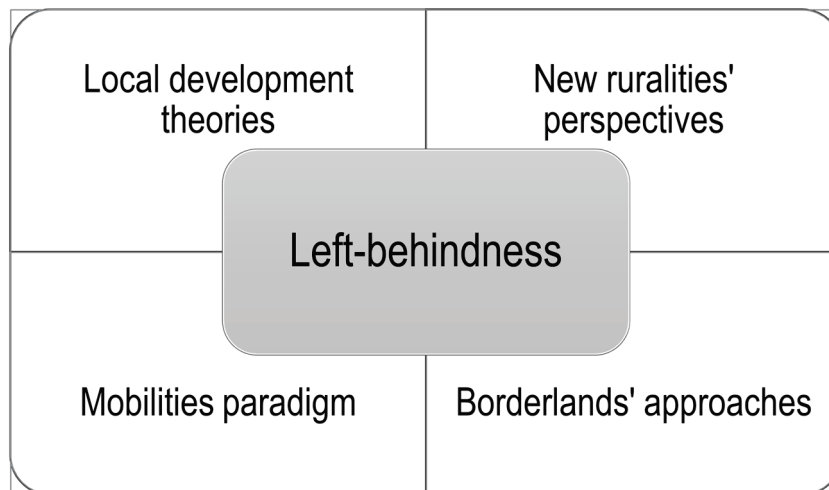 Local development
theories
New ruralities'
perspectives
Left-behindness
Mobilities paradigm
Borderlands' approaches